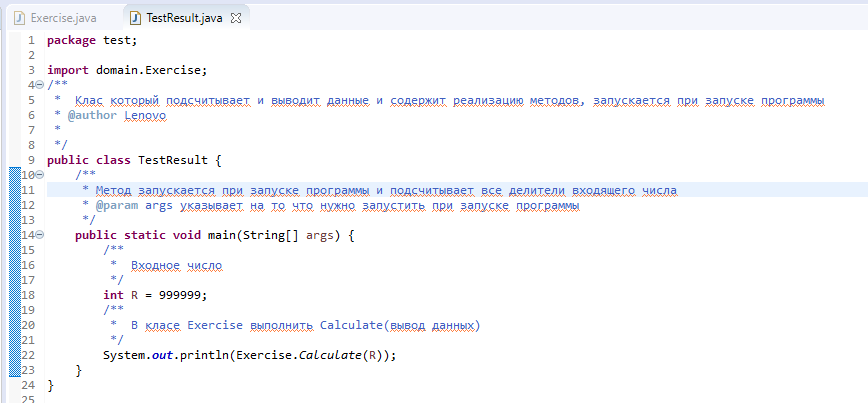 Exercise.java TestResult.java
1 package test;
2
3 import domain.Exercise;
4 /**
5 * Клас который подсчитывает и выводит данные и содержит реализацию методов, запускается при запуске программы
6 * @author Lenovo
7 *
8 */
9 public class TestResult {
10 /**
11 * Метод запускается при запуске программы и подсчитывает все делители входящего числа
12 * @param args указывает на то что нужно запустить при запуске программы
13 */
14 public static void main(String[] args) {
15 /**
16 * Входное число
17 */
18 int R = 999999;
19 /**
20 * В класе Exercise выполнить Calculate(вывод данных)
21 */
22 System.out.println(Exercise.Calculate(R));
23 }
24 }
25